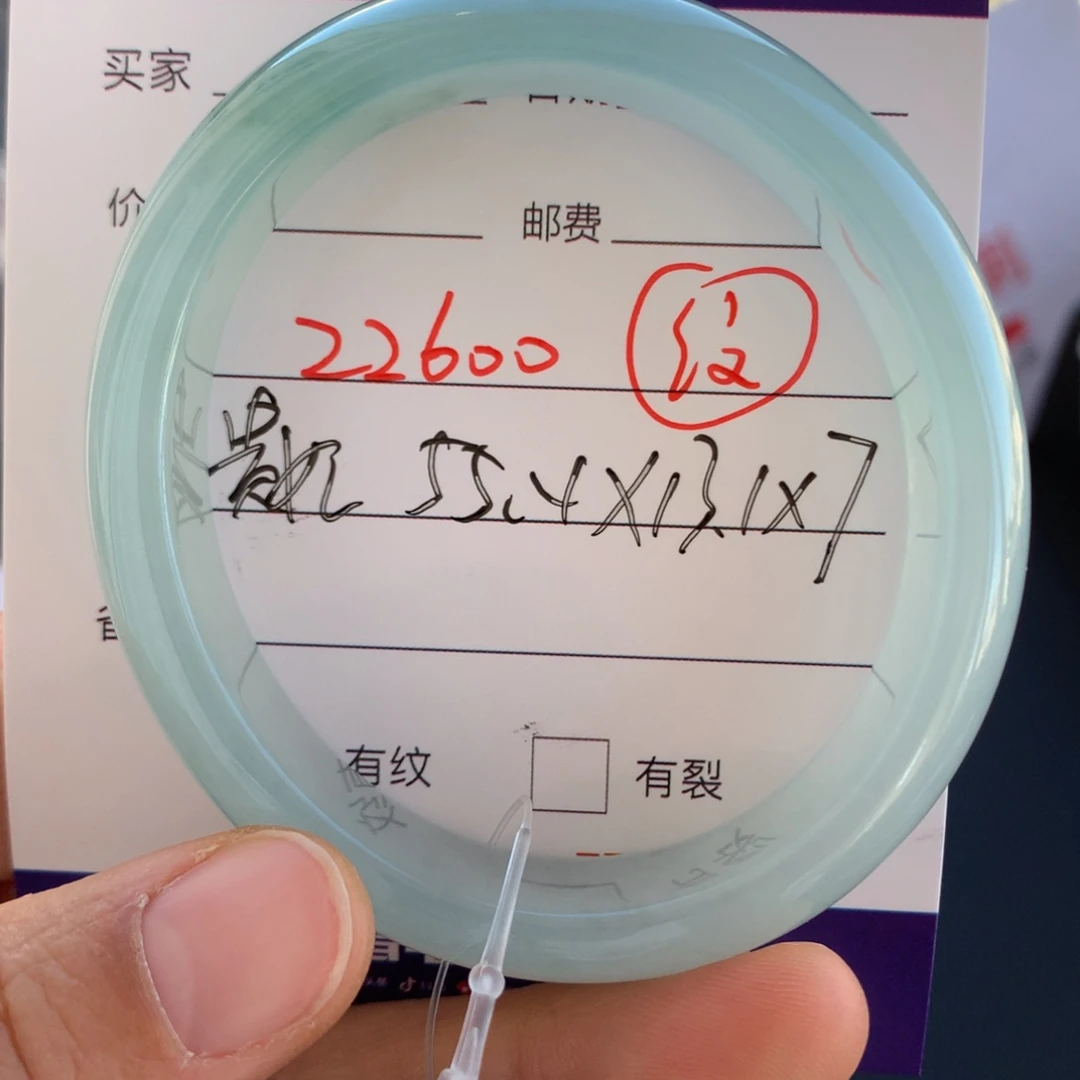 买家
价
邮费
22600 纹
贵妃 55.4X13.1X7
有纹 有裂